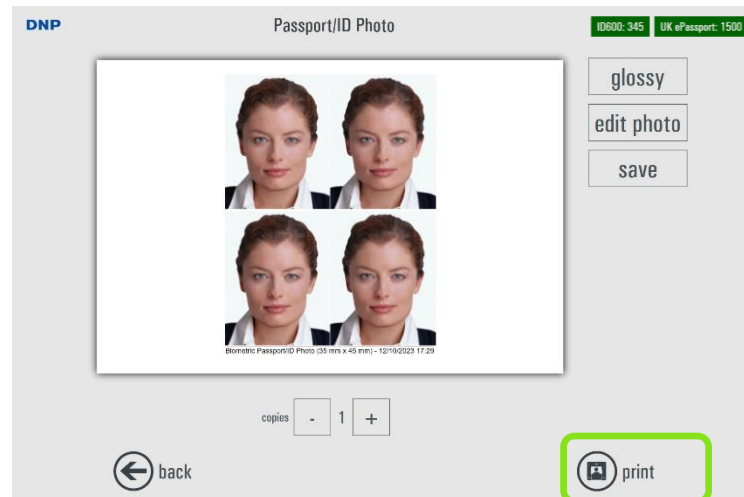 DNP
Passport/ID Photo
ID600: 345
UK ePassport: 1500
glossy
edit photo
save
Biometric Passport/ID Photo (35 mm x 45 mm) - 12/10/2023 17:29
copies - 1 +
back
print